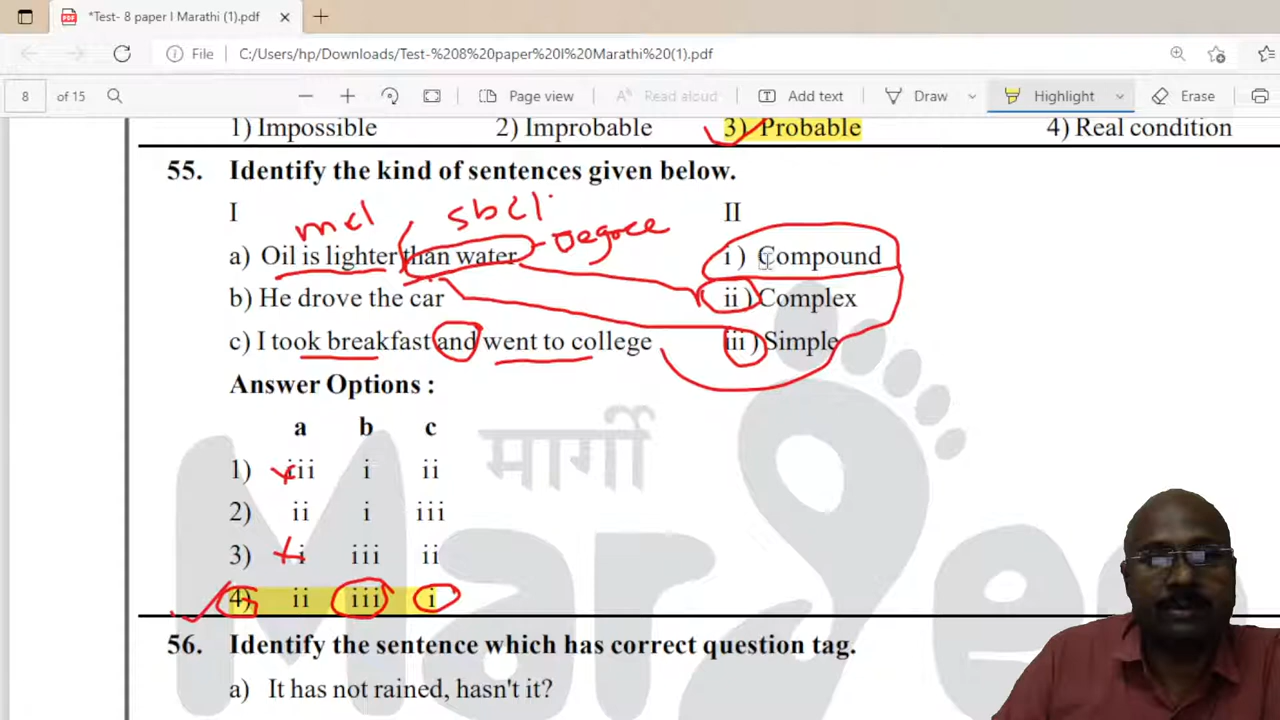 *Test- 8 paper I Marathi (1).pdf
File C:/Users/hp/Downloads/Test-%208%20paper%20I%20Marathi%20(1).pdf
8 of 15 Page view Read aloud Add text Draw Highlight Erase
1) Impossible 2) Improbable 3) Probable 4) Real condition
55. Identify the kind of sentences given below.
I II
mcl sbcl Degree
a) Oil is lighter than water i ) Compound
b) He drove the car ii ) Complex
c) I took breakfast and went to college iii ) Simple
Answer Options :
a b c
1) iii i ii
2) ii i iii
3) i iii ii
4) ii iii i
मार्गी
56. Identify the sentence which has correct question tag.
a) It has not rained, hasn't it?